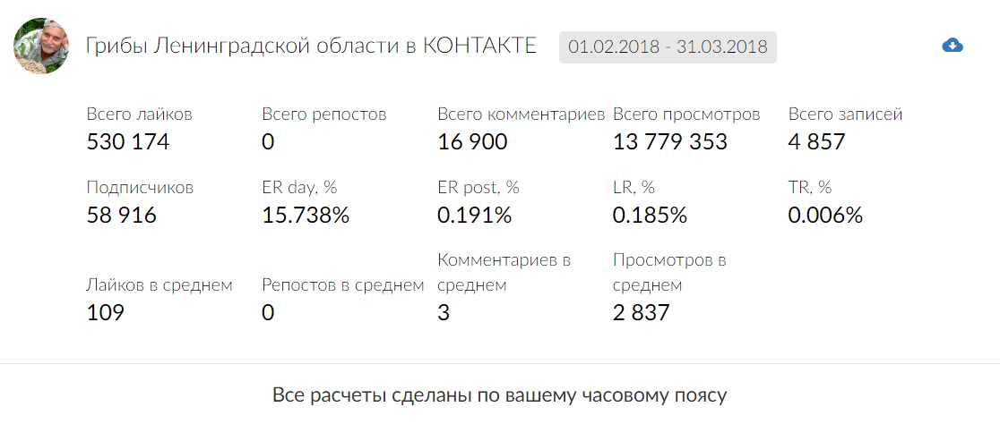 Грибы Ленинградской области в КОНТАКТЕ 01.02.2018 - 31.03.2018
Всего лайков Всего репостов Всего комментариев Всего просмотров Всего записей
530 174 0 16 900 13 779 353 4 857
Подписчиков ER day, % ER post, % LR, % TR, %
58 916 15.738% 0.191% 0.185% 0.006%
Лайков в среднем Репостов в среднем Комментариев в среднем Просмотров в среднем
109 0 3 2 837
Все расчеты сделаны по вашему часовому поясу